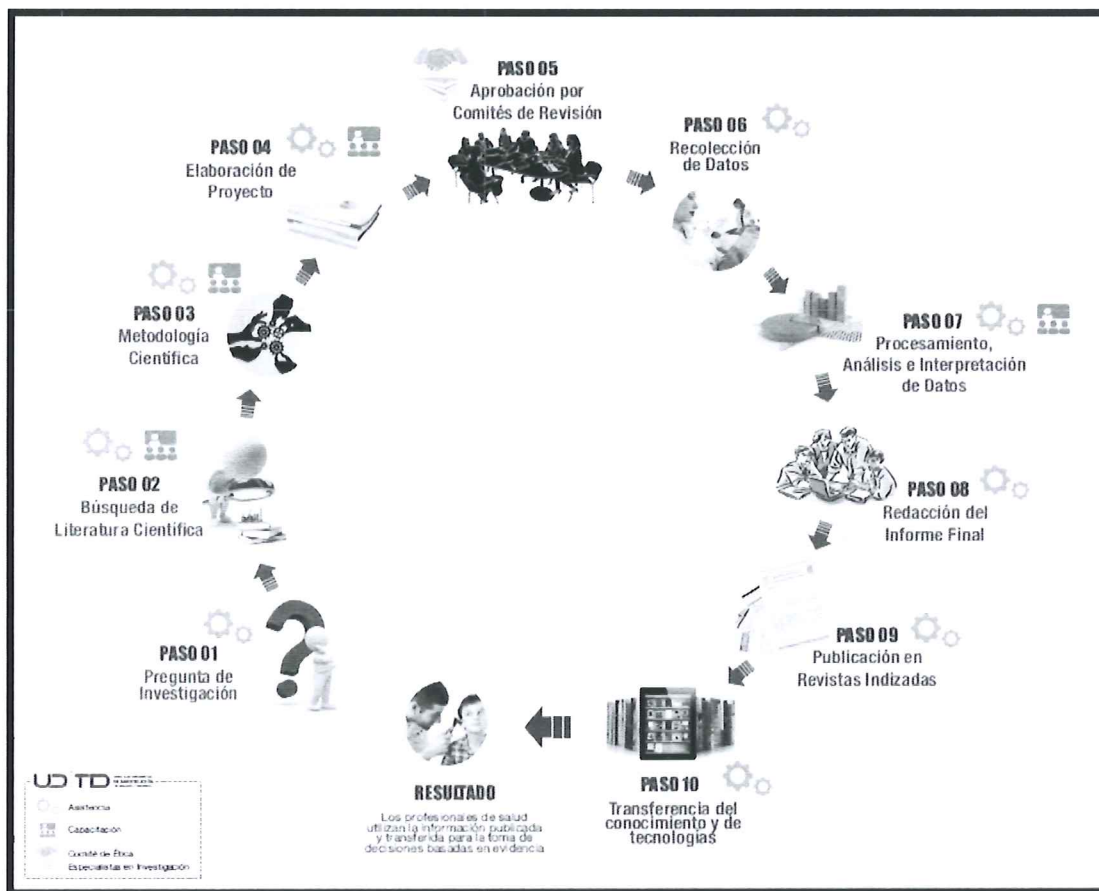 PASO 05
Aprobación por
Comités de Revisión
PASO 04
Elaboración de
Proyecto
PASO 06
Recolección
de Datos
PASO 03
Metodología
Científica
PASO 07
Procesamiento,
Análisis e Interpretación
de Datos
PASO 02
Búsqueda de
Literatura Científica
PASO 08
Redacción del
Informe Final
PASO 01
Pregunta de
Investigación
PASO 09
Publicación en
Revistas Indizadas
PASO 10
Transferencia del
conocimiento y de
tecnologías
RESULTADO
Los profesionales de salud
utilizan la información publicada
y transferida para la toma de
decisiones basadas en evidencia
Asistencia
Capacitación
Comité de Ética
Especialistas en Investigación